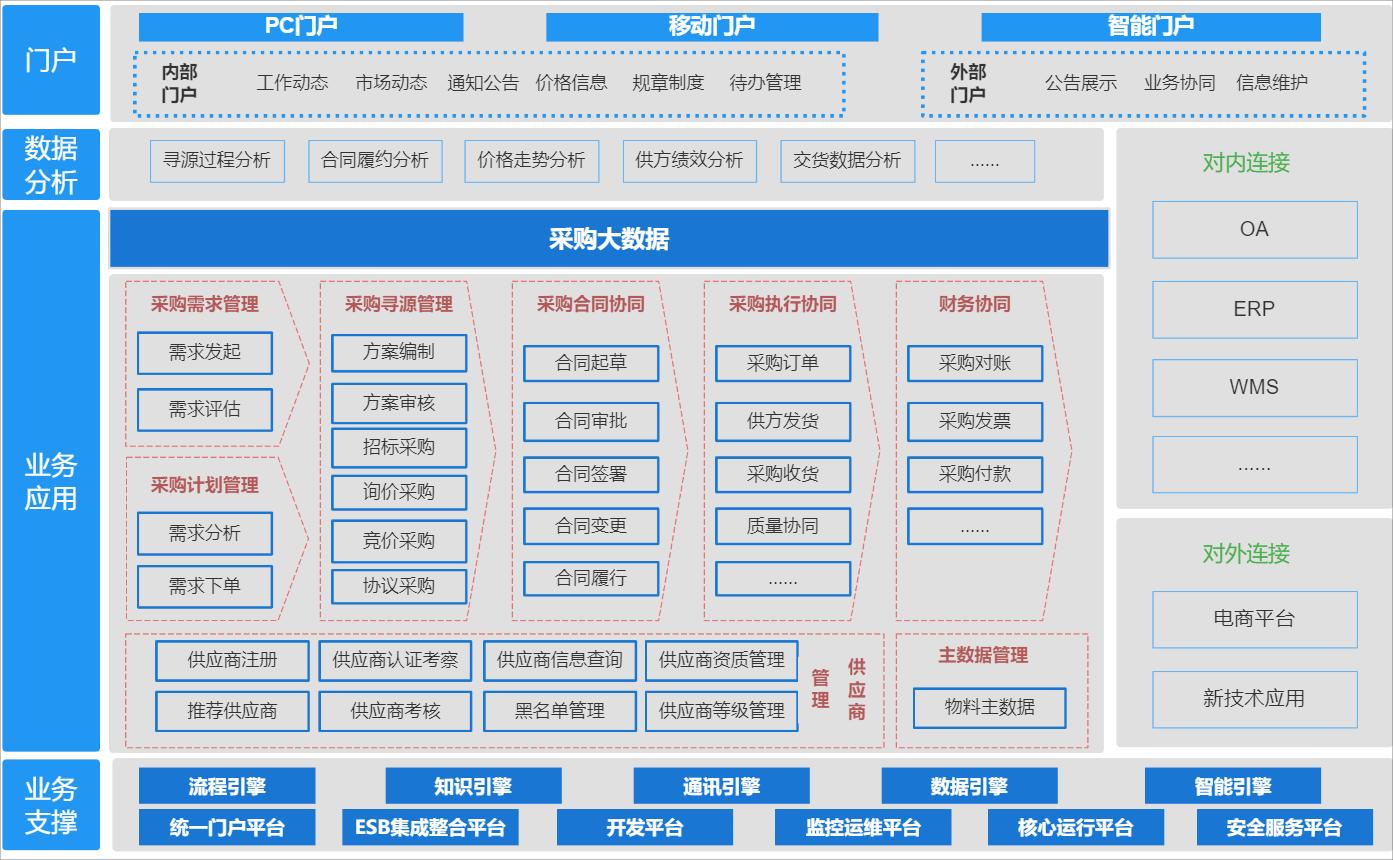 门户
PC门户
移动门户
智能门户
内部
门户
工作动态
市场动态
通知公告
价格信息
规章制度
待办管理
外部
门户
公告展示
业务协同
信息维护
数据
分析
寻源过程分析
合同履约分析
价格走势分析
供方绩效分析
交货数据分析
......
业务
应用
采购大数据
采购需求管理
需求发起
需求评估
采购计划管理
需求分析
需求下单
采购寻源管理
方案编制
方案审核
招标采购
询价采购
竞价采购
协议采购
采购合同协同
合同起草
合同审批
合同签署
合同变更
合同履行
采购执行协同
采购订单
供方发货
采购收货
质量协同
......
财务协同
采购对账
采购发票
采购付款
......
供应商注册
供应商认证考察
供应商信息查询
供应商资质管理
推荐供应商
供应商考核
黑名单管理
供应商等级管理
供应商
管理
主数据管理
物料主数据
对内连接
OA
ERP
WMS
......
对外连接
电商平台
新技术应用
业务
支撑
流程引擎
知识引擎
通讯引擎
数据引擎
智能引擎
统一门户平台
ESB集成整合平台
开发平台
监控运维平台
核心运行平台
安全服务平台